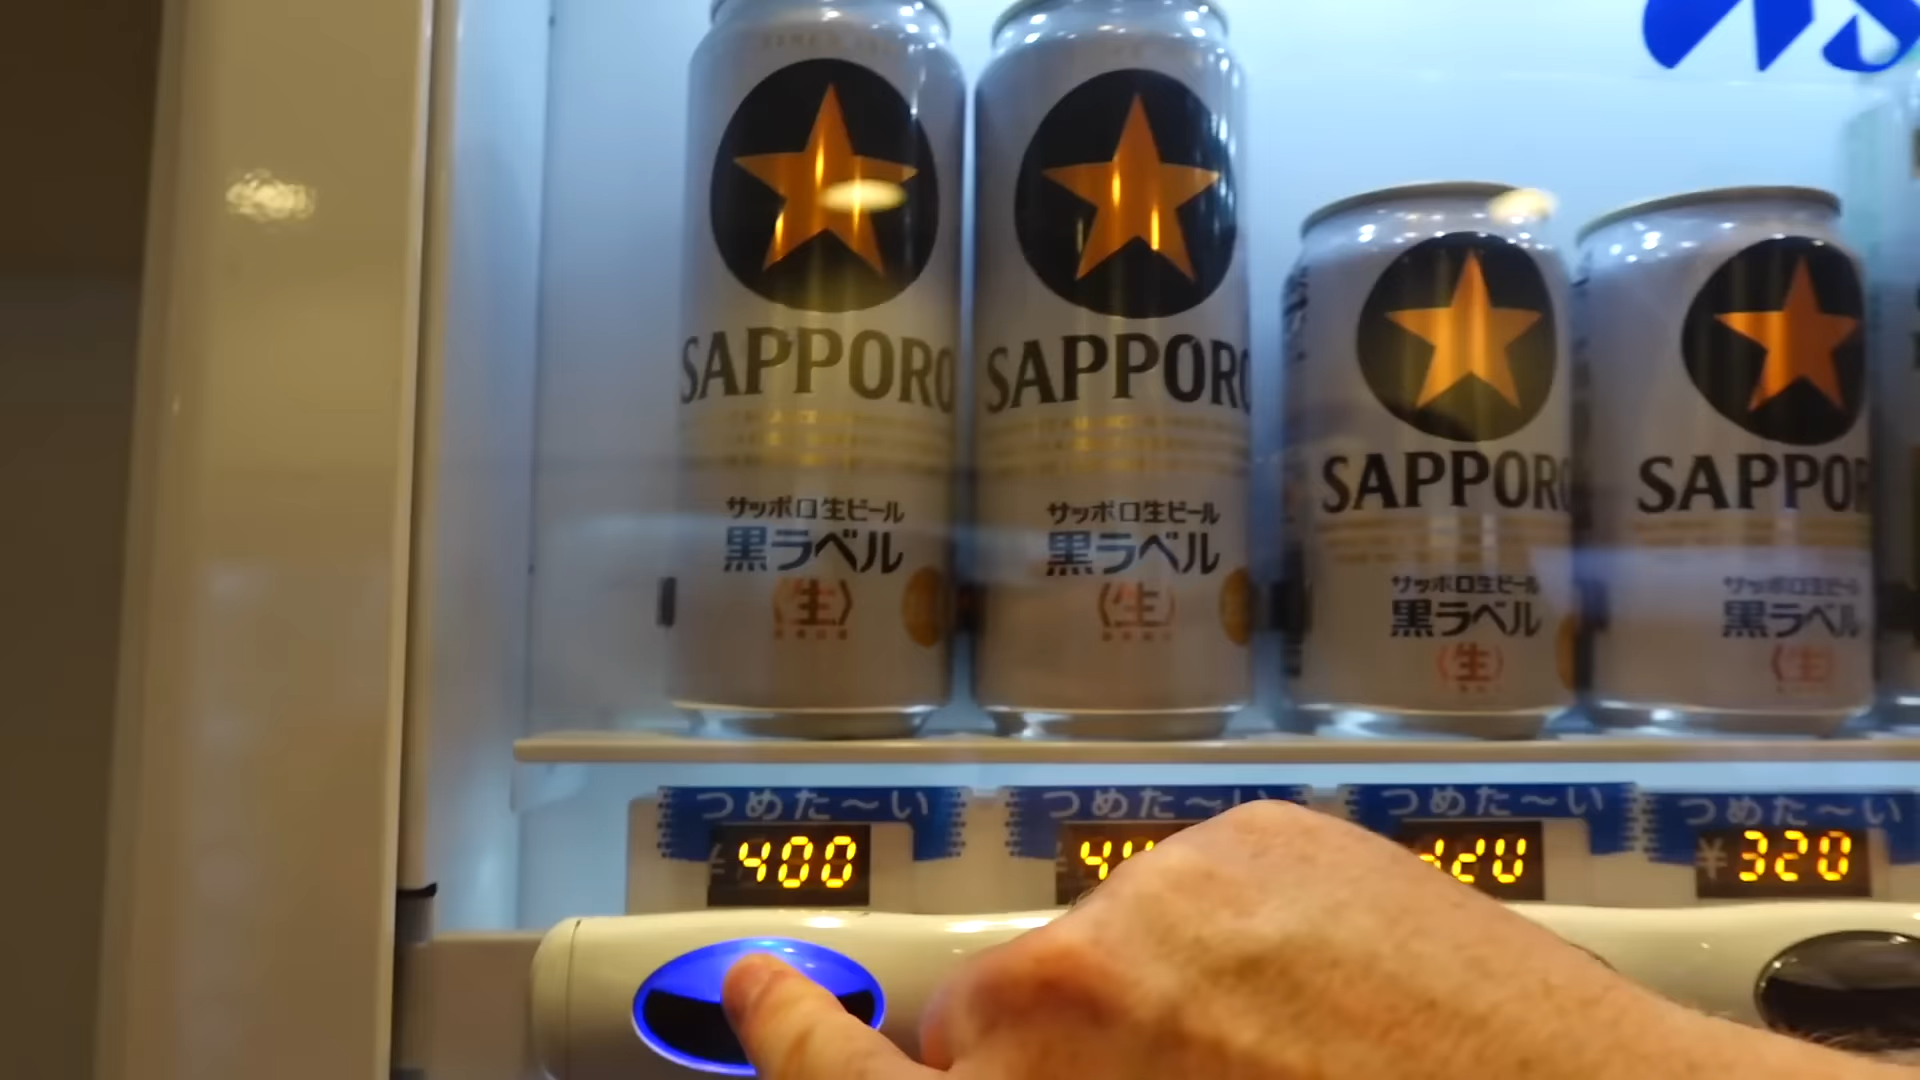 SAPPORO
サッポロ生ビール
黒ラベル
〈生〉
SAPPORO
サッポロ生ビール
黒ラベル
〈生〉
SAPPORO
サッポロ生ビール
黒ラベル
〈生〉
SAPPOR
サッポロ生ビール
黒ラベル
〈生〉
つめた〜い
つめた〜い
つめた〜い
つめた〜い
¥400
¥320